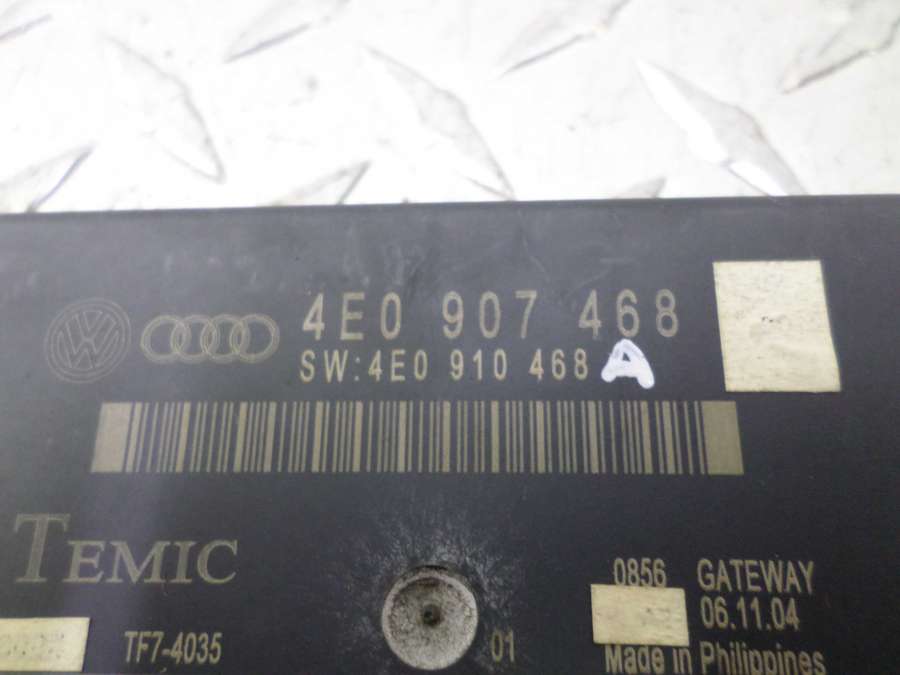 4E0 907 468
SW:4E0 910 468 A
TEMIC
0856 GATEWAY
06.11.04
TF7-4035
01
Made in Philippines